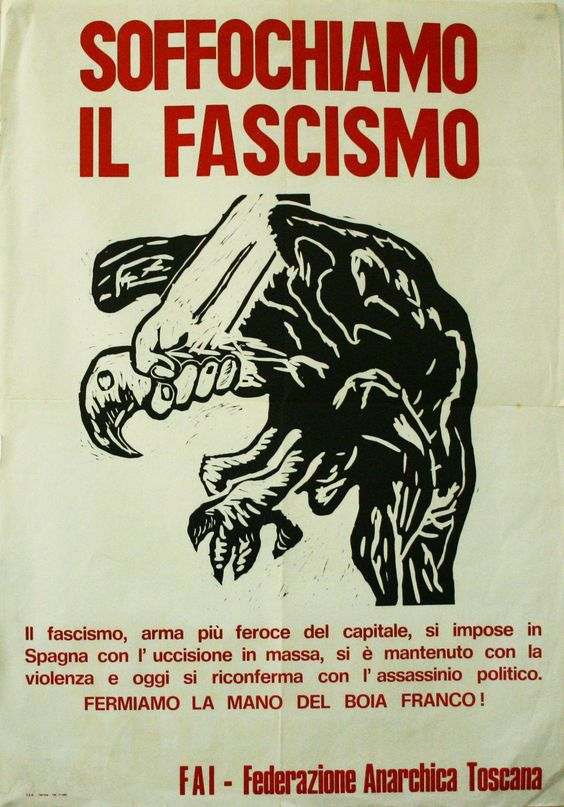 SOFFOCHIAMO
IL FASCISMO
Il fascismo, arma più feroce del capitale, si impose in
Spagna con l' uccisione in massa, si è mantenuto con la
violenza e oggi si riconferma con l' assassinio politico.
FERMIAMO LA MANO DEL BOIA FRANCO !
FAI - Federazione Anarchica Toscana